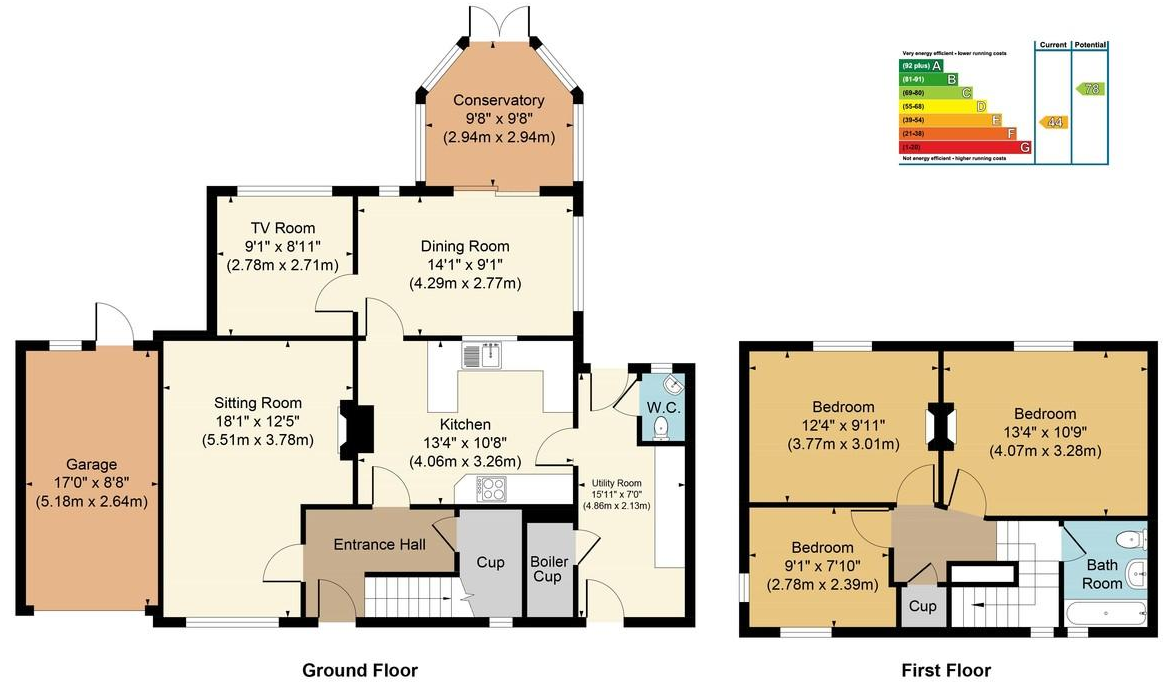 Conservatory
9'8" x 9'8"
(2.94m x 2.94m)
TV Room
9'1" x 8'11"
(2.78m x 2.71m)
Dining Room
14'1" x 9'1"
(4.29m x 2.77m)
Garage
17'0" x 8'8"
(5.18m x 2.64m)
Sitting Room
18'1" x 12'5"
(5.51m x 3.78m)
Kitchen
13'4" x 10'8"
(4.06m x 3.26m)
W.C.
Utility Room
15'11" x 7'0"
(4.86m x 2.13m)
Entrance Hall
Cup
Boiler
Cup
Ground Floor
Current
Potential
Very energy efficient - lower running costs
(92 plus) A
(81-91) B
(69-80) C
(55-68) D
(39-54) E
(21-38) F
(1-20) G
44
78
Not energy efficient - higher running costs
Bedroom
12'4" x 9'11"
(3.77m x 3.01m)
Bedroom
13'4" x 10'9"
(4.07m x 3.28m)
Bedroom
9'1" x 7'10"
(2.78m x 2.39m)
Cup
Bath
Room
First Floor